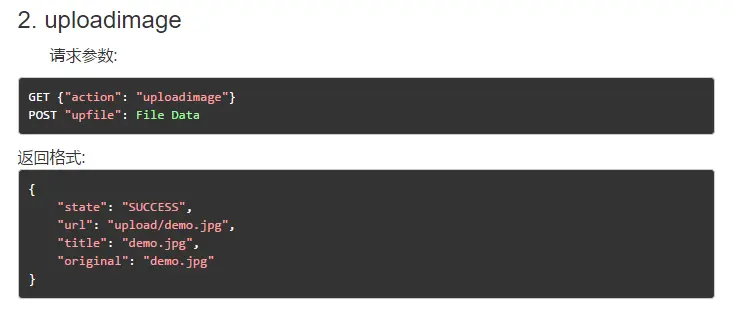 2. uploadimage
请求参数:
GET {"action": "uploadimage"}
POST "upfile": File Data
返回格式:
{
    "state": "SUCCESS",
    "url": "upload/demo.jpg",
    "title": "demo.jpg",
    "original": "demo.jpg"
}